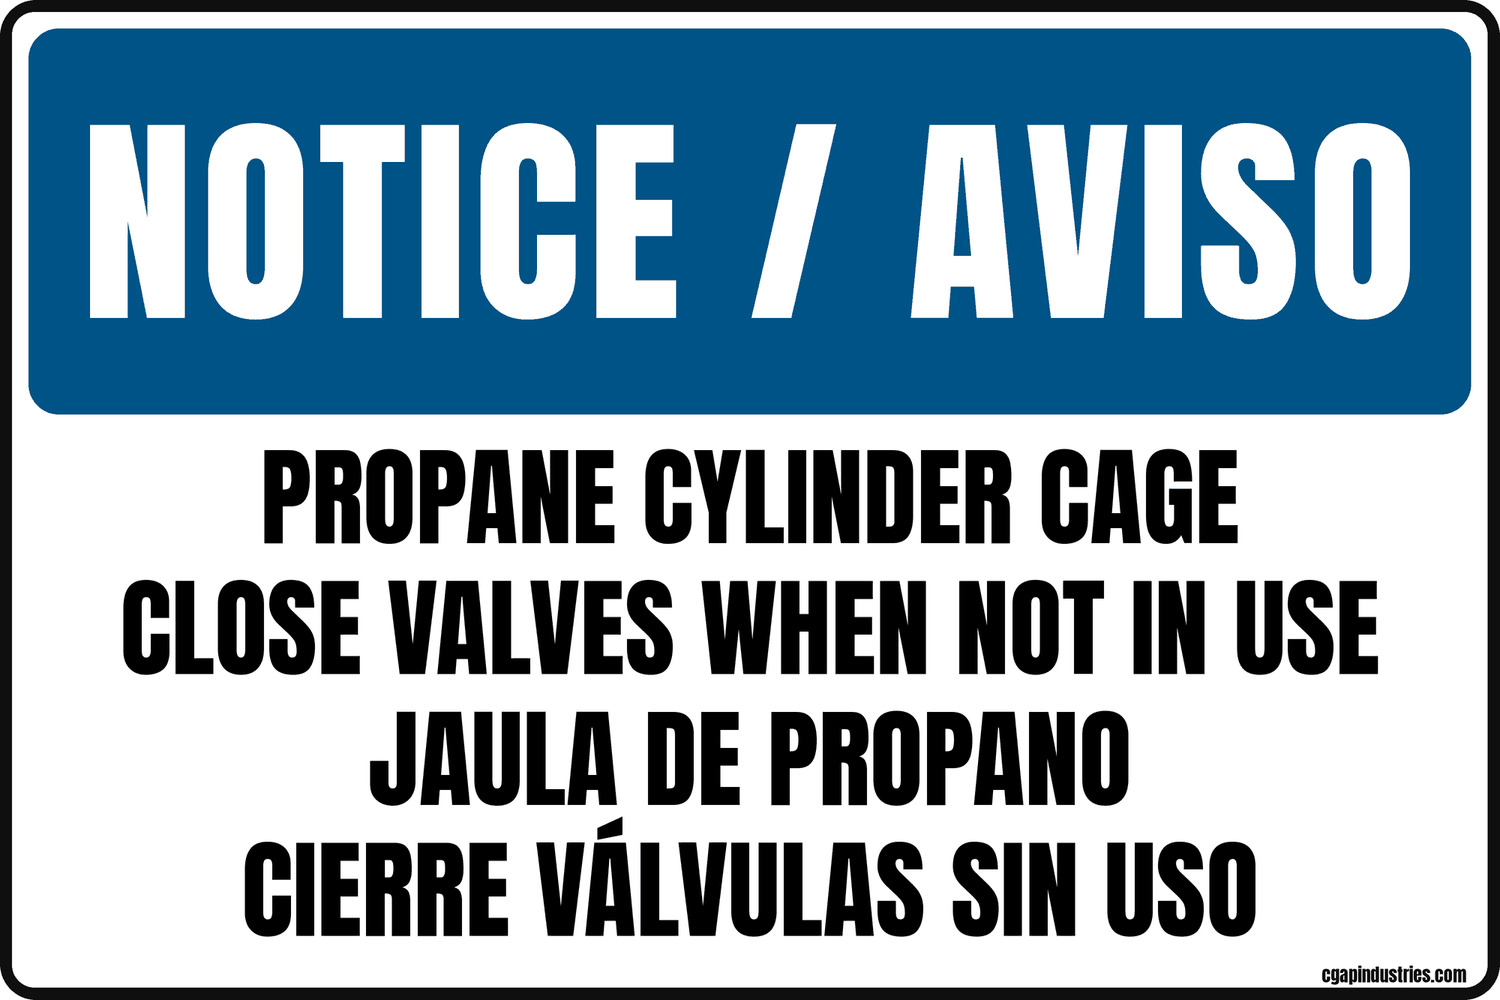 NOTICE / AVISO
PROPANE CYLINDER CAGE
CLOSE VALVES WHEN NOT IN USE
JAULA DE PROPANO
CIERRE VÁLVULAS SIN USO
cgapindustries.com